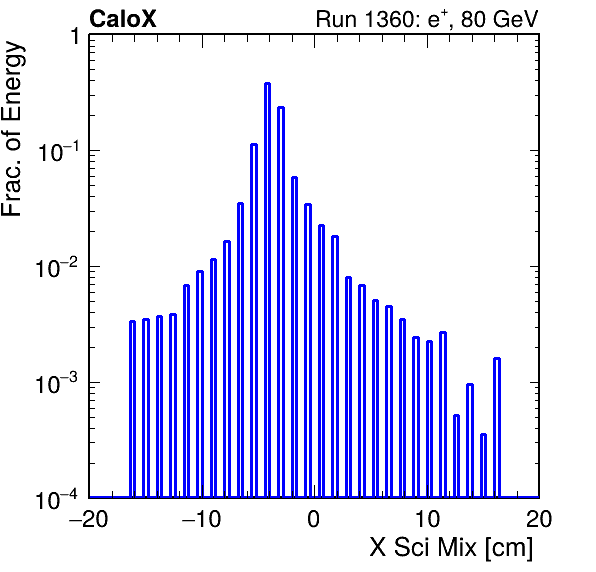 CaloX Run 1360: e⁺, 80 GeV
Frac. of Energy
1
10⁻¹
10⁻²
10⁻³
10⁻⁴
−20 −10 0 10 20
X Sci Mix [cm]